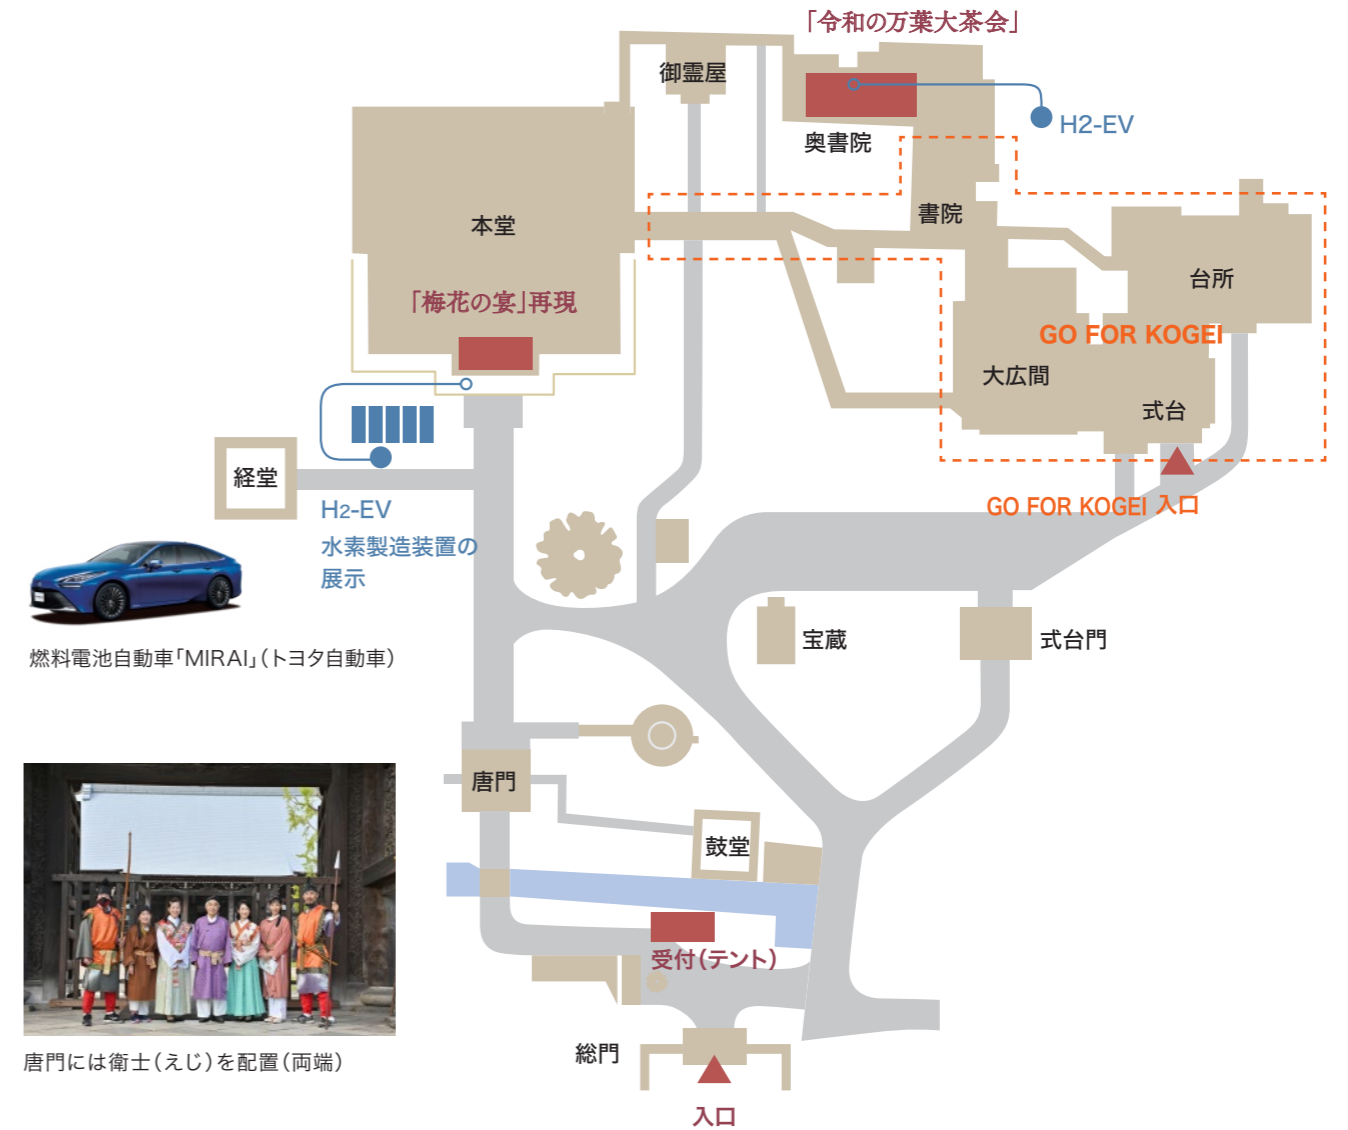 「令和の万葉大茶会」
御霊屋
H2-EV
奥書院
書院
本堂
台所
「梅花の宴」再現
GO FOR KOGEI
大広間
式台
経堂
GO FOR KOGEI 入口
H2-EV
水素製造装置の
展示
宝蔵
式台門
燃料電池自動車「MIRAI」（トヨタ自動車）
唐門
鼓堂
受付（テント）
総門
唐門には衛士（えじ）を配置（両端）
入口